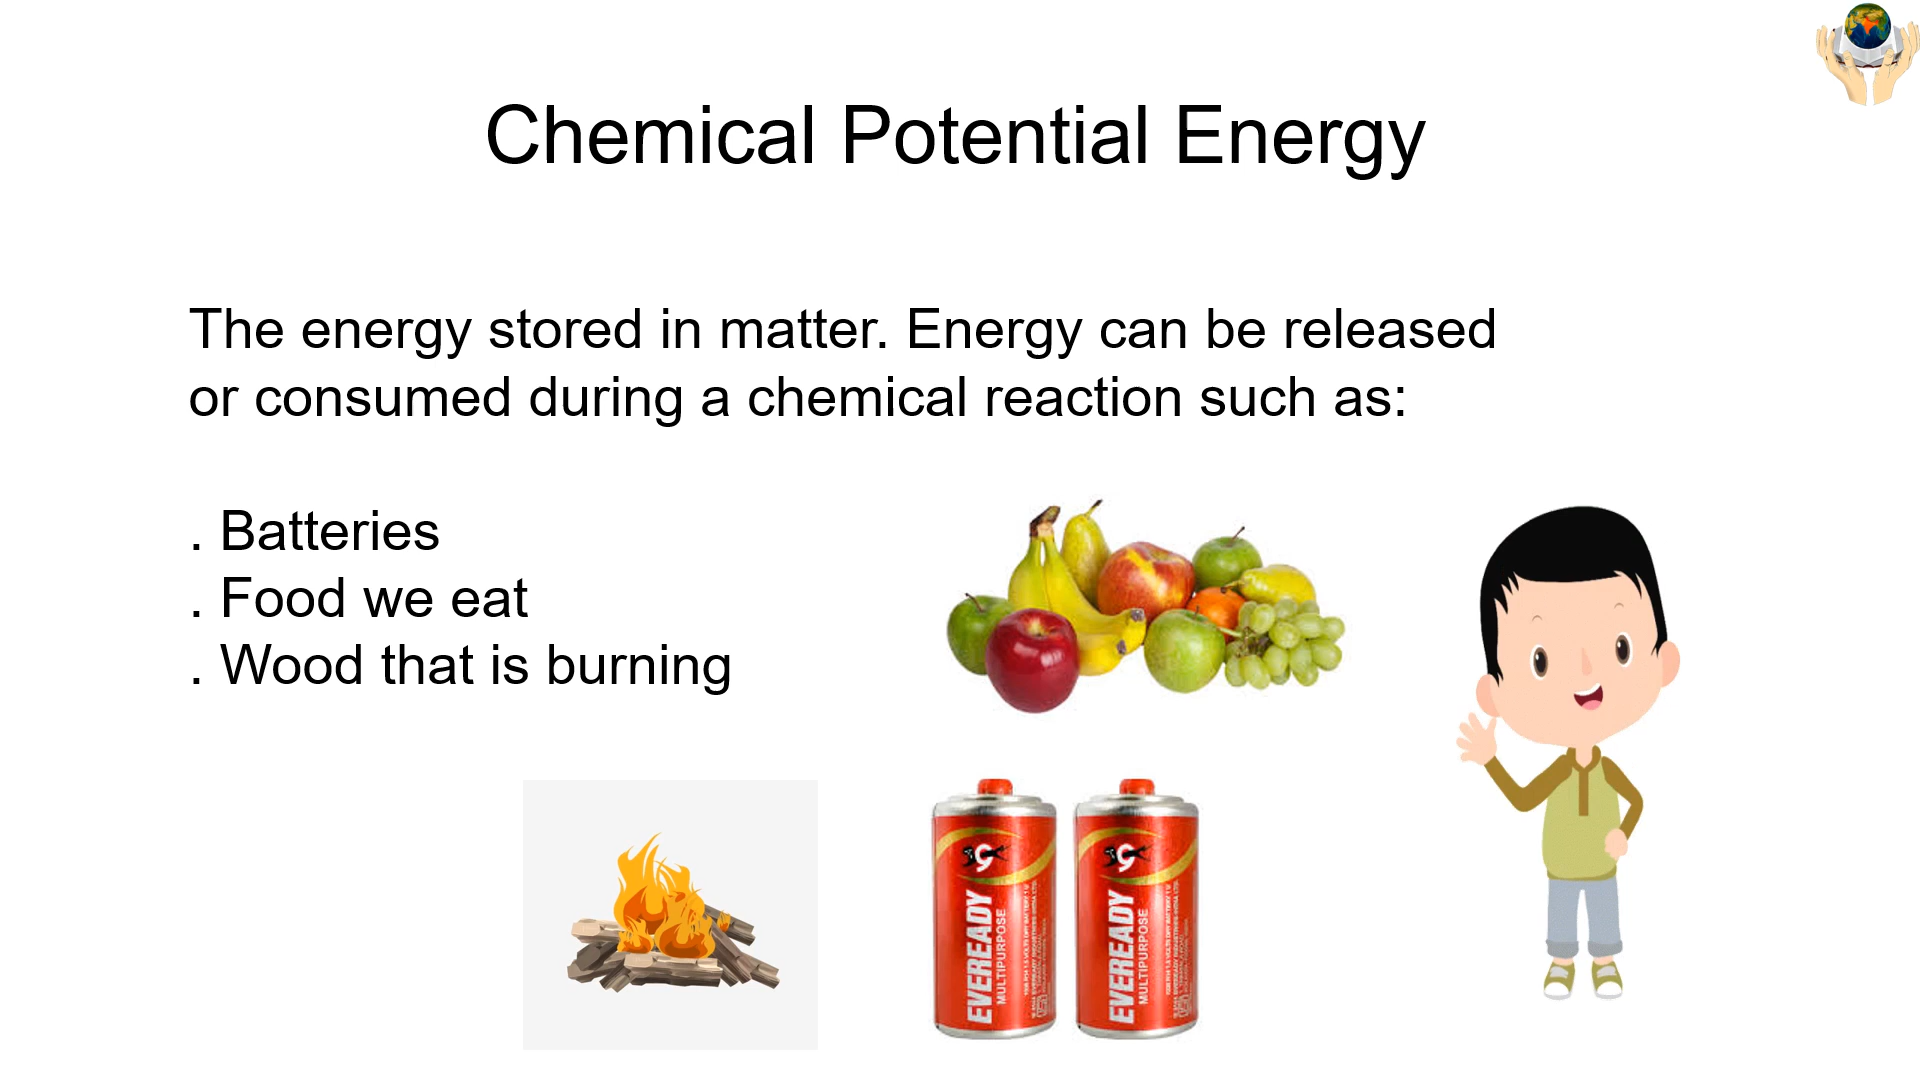 Chemical Potential Energy
The energy stored in matter. Energy can be released
or consumed during a chemical reaction such as:
. Batteries
. Food we eat
. Wood that is burning
EVEREADY
MULTIPURPOSE
EVEREADY
MULTIPURPOSE